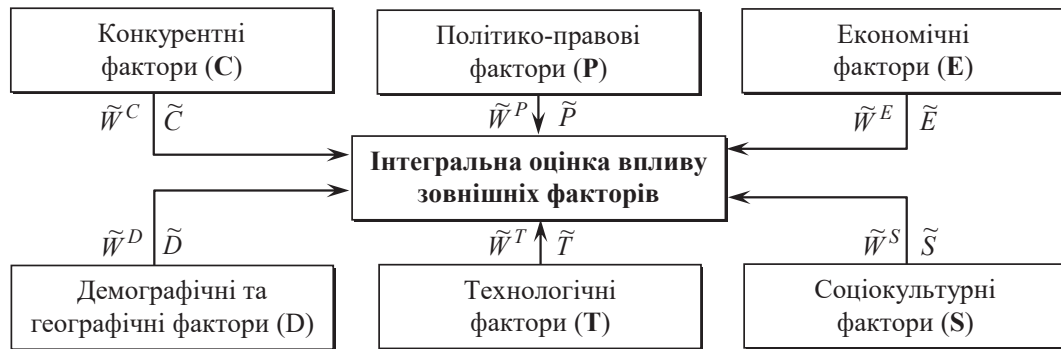 Конкурентні
фактори (C)
Політико-правові
фактори (P)
Економічні
фактори (E)
W̃^C C̃
W̃^P P̃
W̃^E Ẽ
Інтегральна оцінка впливу
зовнішніх факторів
W̃^D D̃
W̃^T T̃
W̃^S S̃
Демографічні та
географічні фактори (D)
Технологічні
фактори (T)
Соціокультурні
фактори (S)